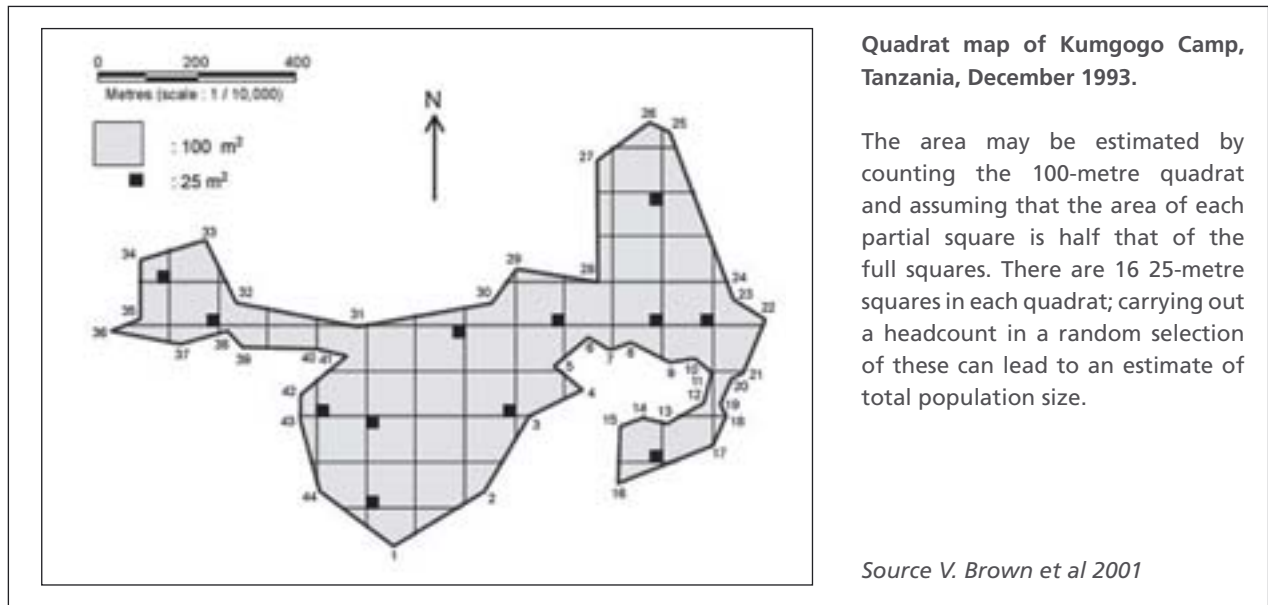 0 200 400
Metres (scale : 1 / 10,000)
: 100 m²
: 25 m²
N
26
25
27
33
34
29
28
24
23
32
30
22
35
31
36
37
38
39
40
41
6
7
8
5
9
10
11
21
20
42
4
12
19
43
3
15
14
13
18
17
16
44
2
1
Quadrat map of Kumgogo Camp,
Tanzania, December 1993.
The area may be estimated by
counting the 100-metre quadrat
and assuming that the area of each
partial square is half that of the
full squares. There are 16 25-metre
squares in each quadrat; carrying out
a headcount in a random selection
of these can lead to an estimate of
total population size.
Source V. Brown et al 2001